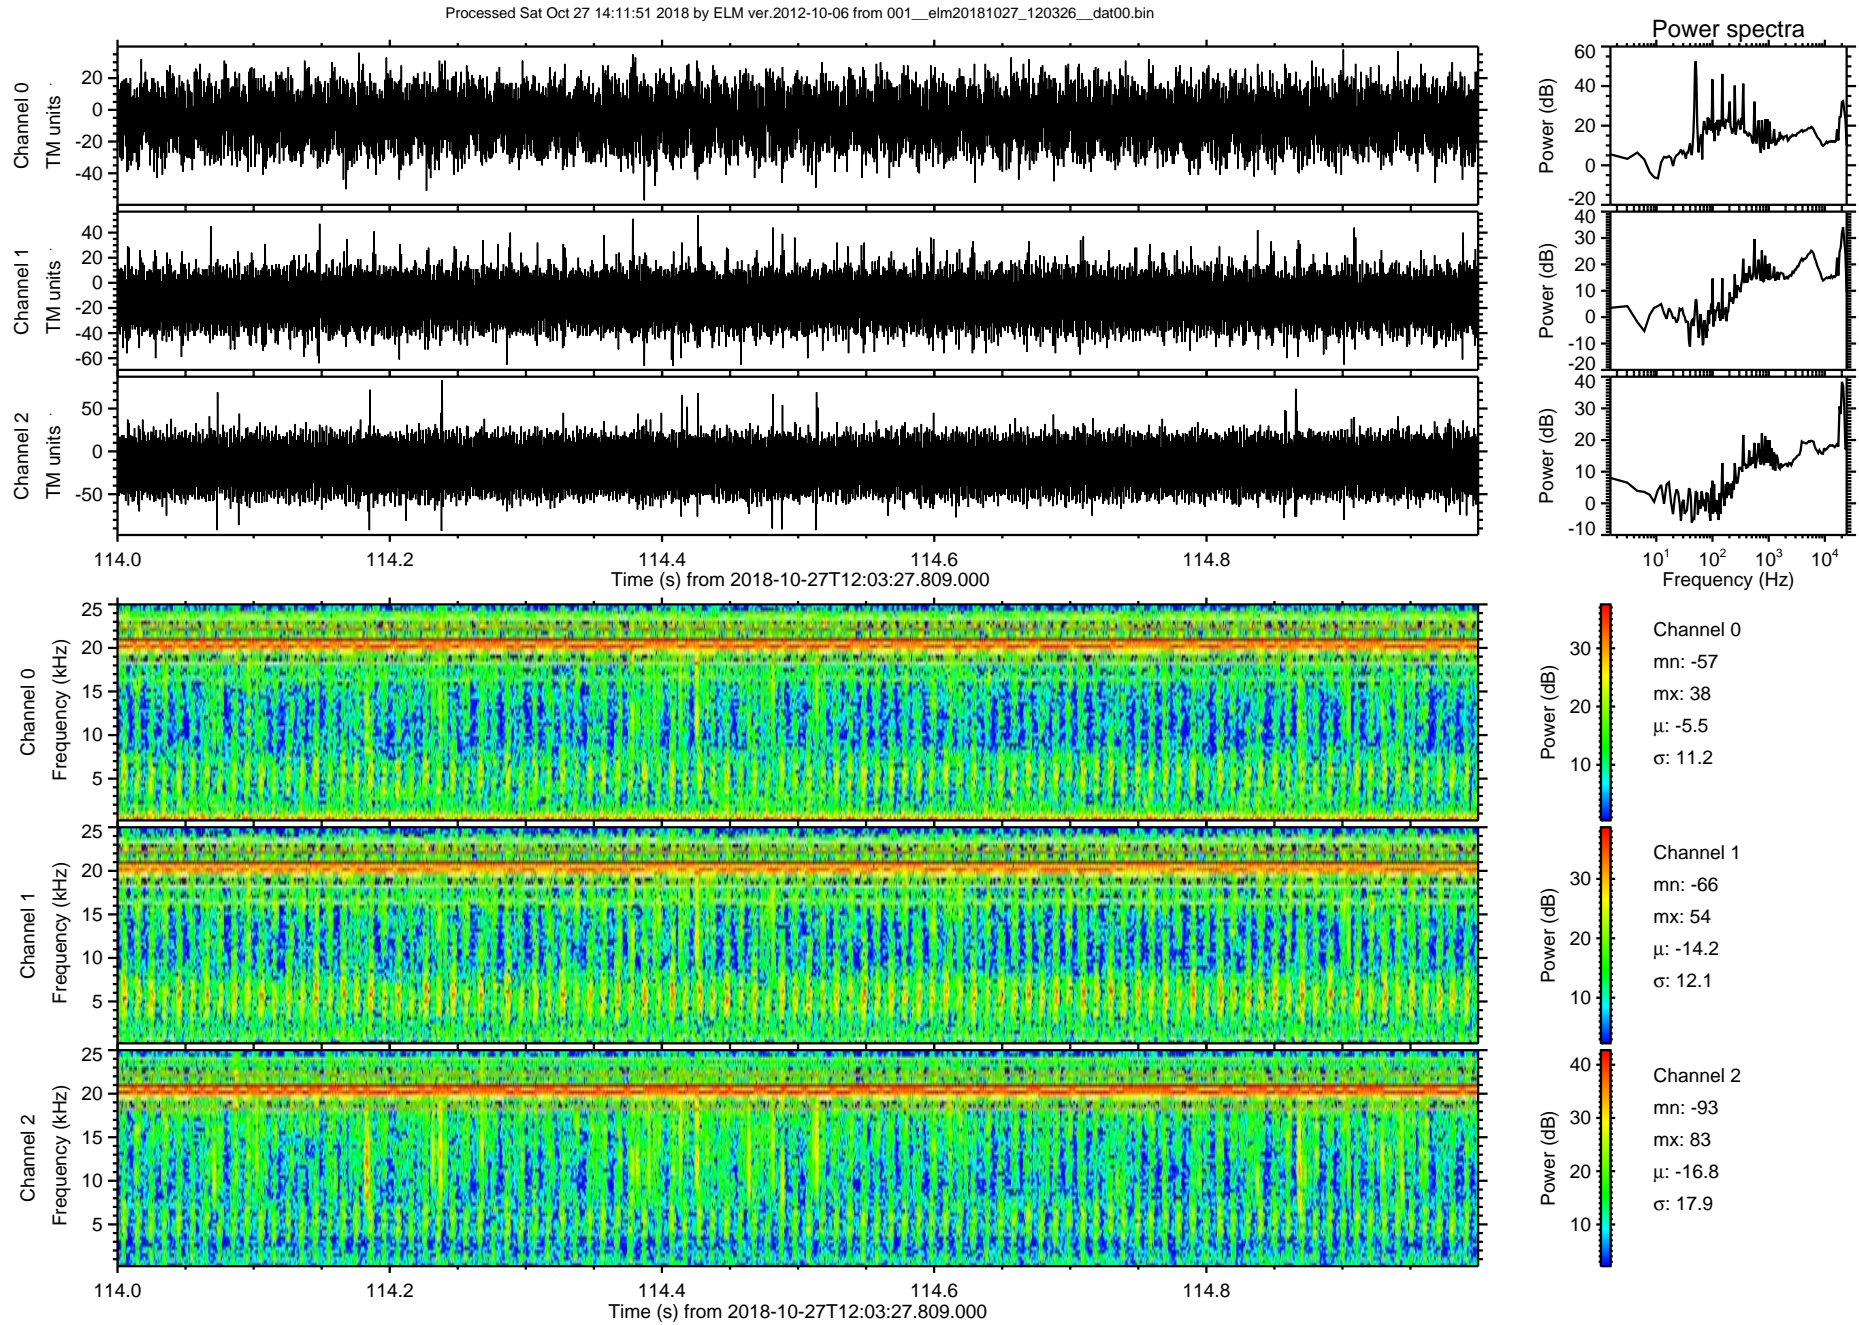 Processed Sat Oct 27 14:11:51 2018 by ELM ver.2012-10-06 from 001__elm20181027_120326__dat00.bin
Power spectra
Channel 0
TM units
20
0
-20
-40
Power (dB)
60
40
20
0
-20
Channel 1
TM units
40
20
0
-20
-40
-60
Power (dB)
40
30
20
10
0
-10
-20
Channel 2
TM units
50
0
-50
Power (dB)
40
30
20
10
0
-10
114.0 114.2 114.4 114.6 114.8
Time (s) from 2018-10-27T12:03:27.809.000
10¹ 10² 10³ 10⁴
Frequency (Hz)
Channel 0
Frequency (kHz)
25
20
15
10
5
Power (dB)
30
20
10
Channel 0
mn: -57
mx: 38
μ: -5.5
σ: 11.2
Channel 1
Frequency (kHz)
25
20
15
10
5
Power (dB)
30
20
10
Channel 1
mn: -66
mx: 54
μ: -14.2
σ: 12.1
Channel 2
Frequency (kHz)
25
20
15
10
5
Power (dB)
40
30
20
10
Channel 2
mn: -93
mx: 83
μ: -16.8
σ: 17.9
114.0 114.2 114.4 114.6 114.8
Time (s) from 2018-10-27T12:03:27.809.000